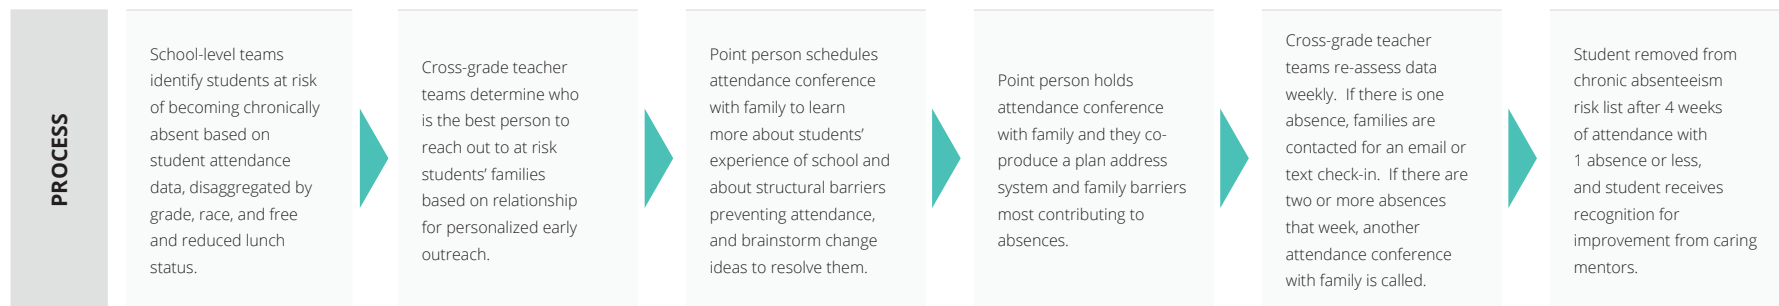 PROCESS
School-level teams
identify students at risk
of becoming chronically
absent based on
student attendance
data, disaggregated by
grade, race, and free
and reduced lunch
status.
Cross-grade teacher
teams determine who
is the best person to
reach out to at risk
students’ families
based on relationship
for personalized early
outreach.
Point person schedules
attendance conference
with family to learn
more about students’
experience of school and
about structural barriers
preventing attendance,
and brainstorm change
ideas to resolve them.
Point person holds
attendance conference
with family and they co-
produce a plan address
system and family barriers
most contributing to
absences.
Cross-grade teacher
teams re-assess data
weekly.  If there is one
absence, families are
contacted for an email or
text check-in.  If there are
two or more absences
that week, another
attendance conference
with family is called.
Student removed from
chronic absenteeism
risk list after 4 weeks
of attendance with
1 absence or less,
and student receives
recognition for
improvement from caring
mentors.